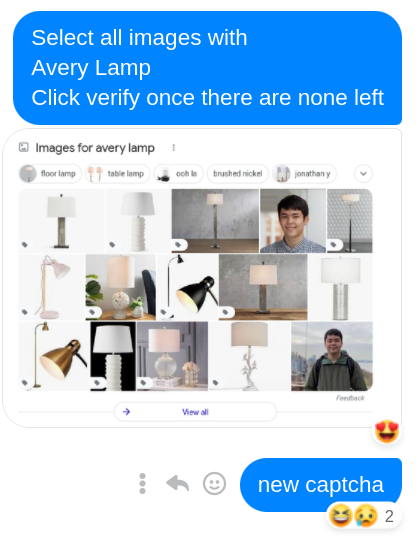 Select all images with
Avery Lamp
Click verify once there are none left
Images for avery lamp
floor lamp
table lamp
ooh la
brushed nickel
jonathan y
Feedback
View all
new captcha
2